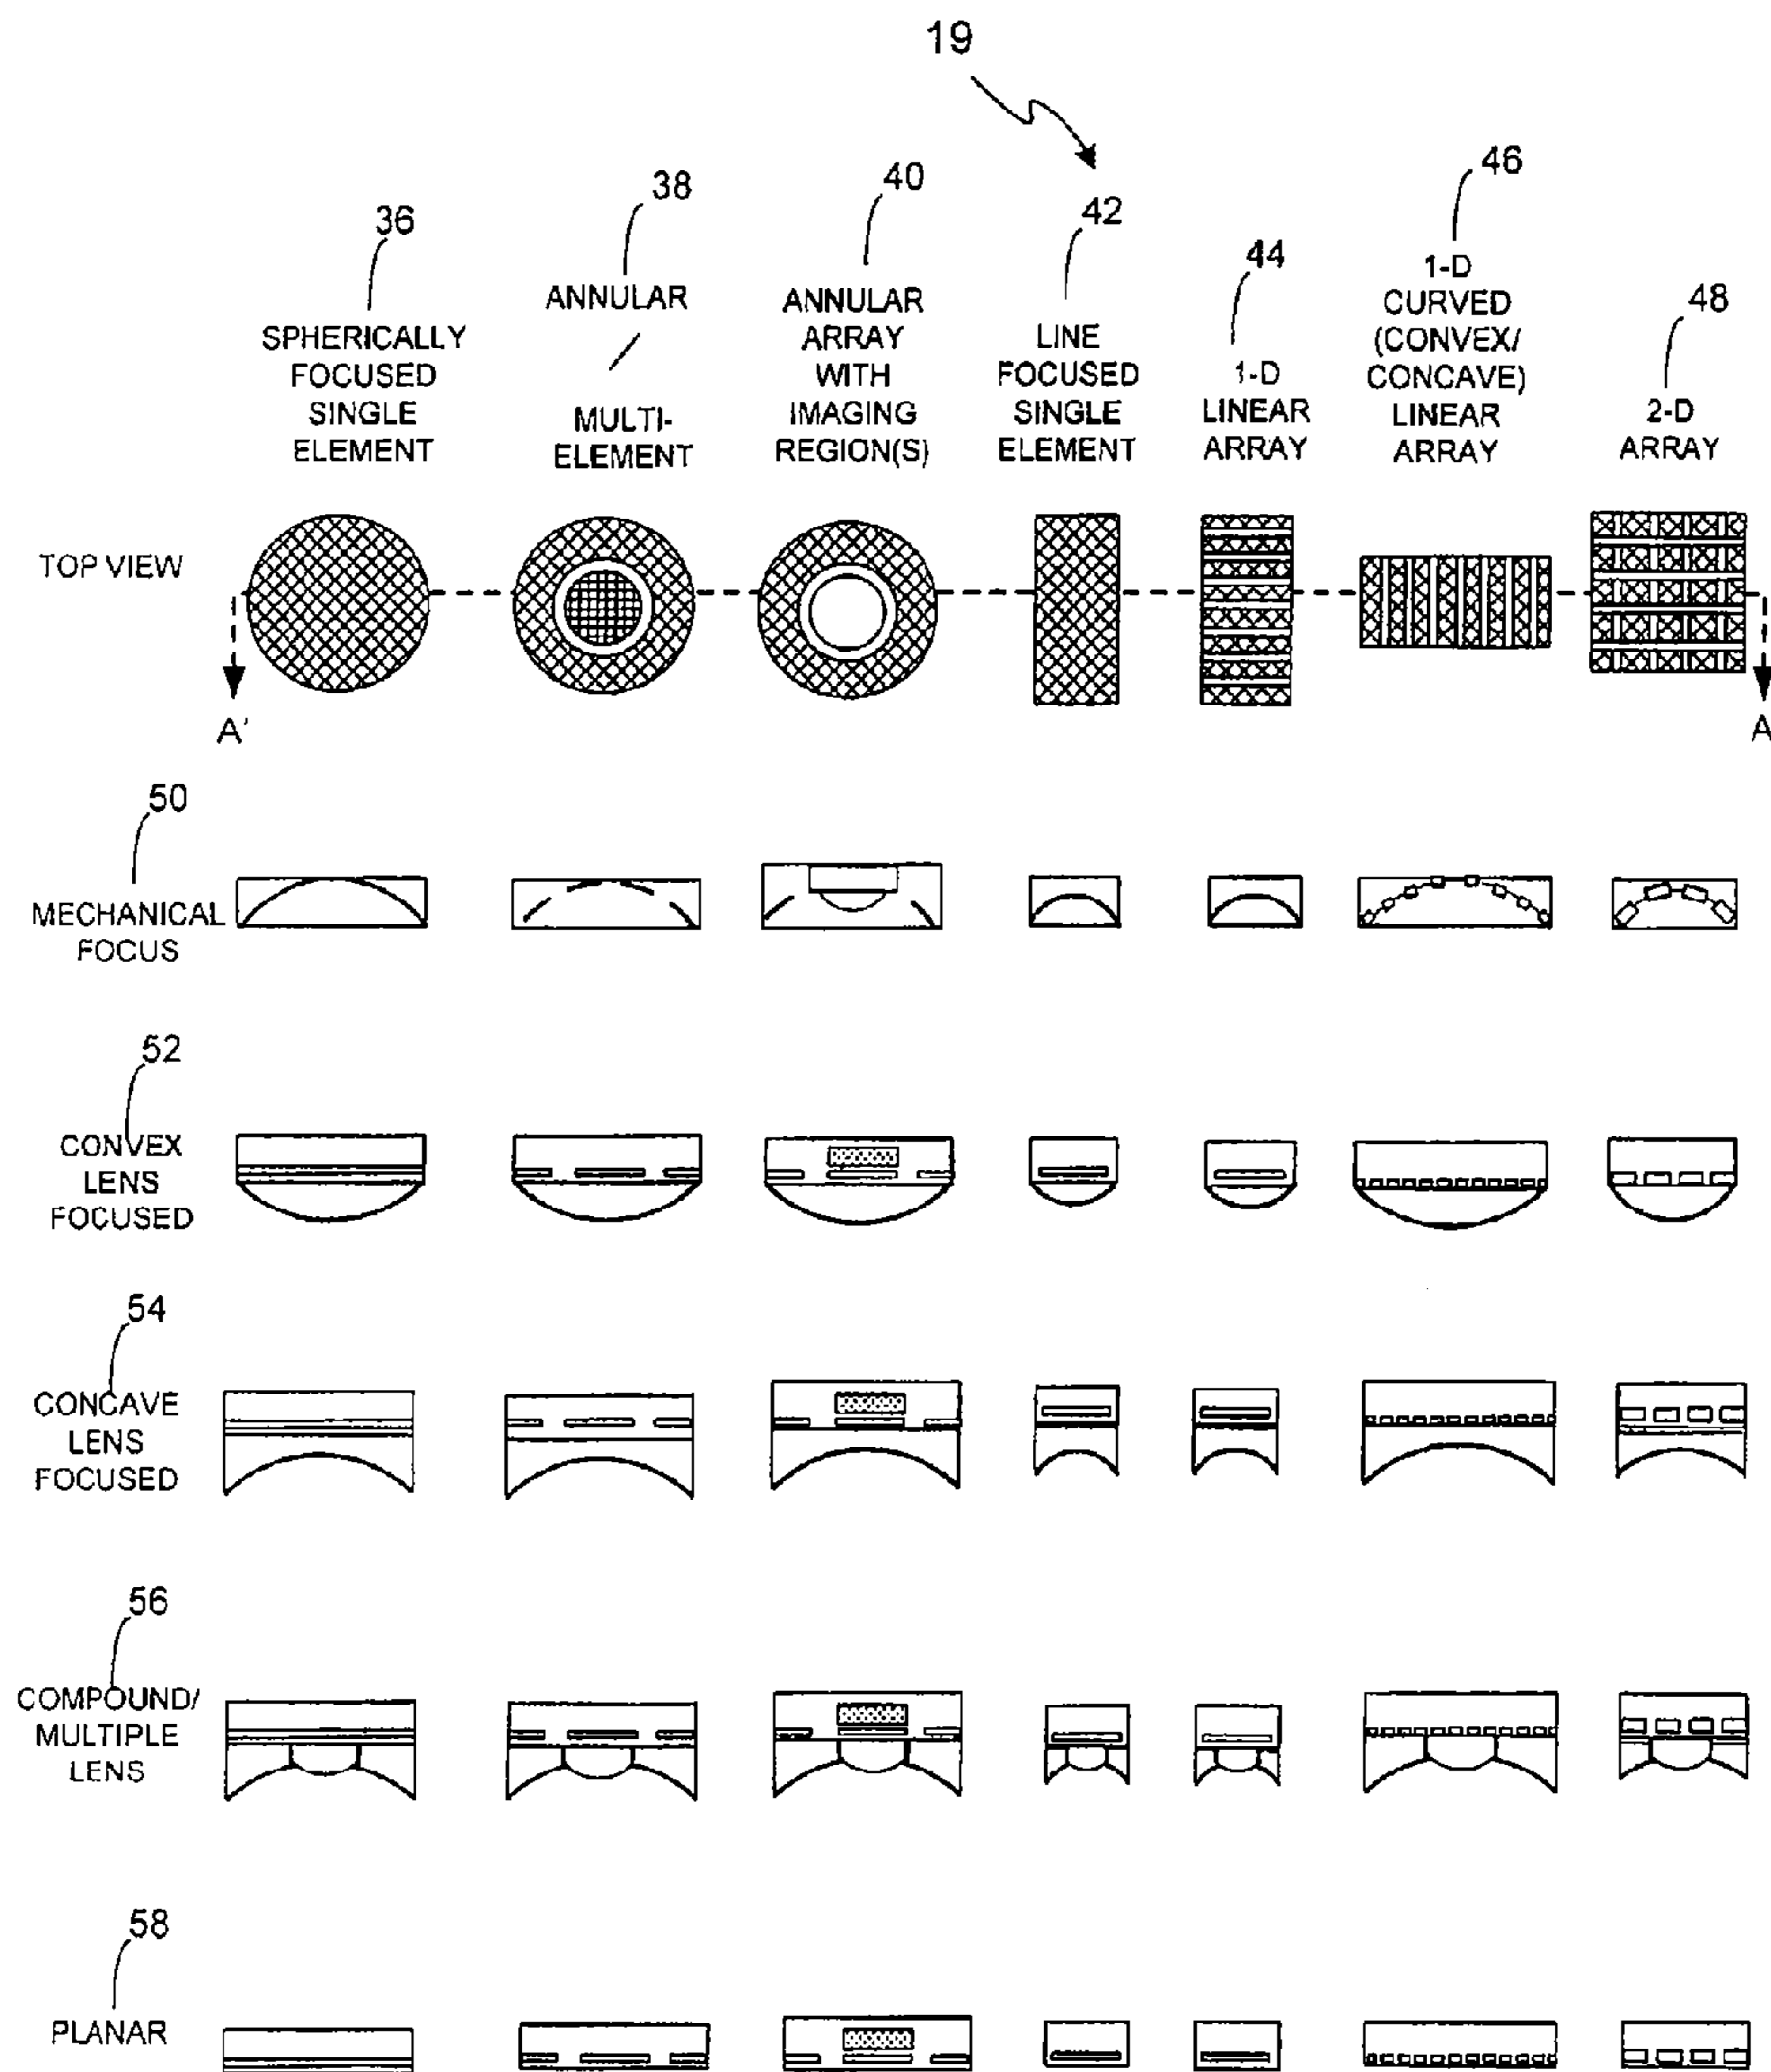 19
36
SPHERICALLY
FOCUSED
SINGLE
ELEMENT
38
ANNULAR
/
MULTI-
ELEMENT
40
ANNULAR
ARRAY
WITH
IMAGING
REGION(S)
42
LINE
FOCUSED
SINGLE
ELEMENT
44
1-D
LINEAR
ARRAY
46
1-D
CURVED
(CONVEX/
CONCAVE)
LINEAR
ARRAY
48
2-D
ARRAY
TOP VIEW
A'
A
50
MECHANICAL
FOCUS
52
CONVEX
LENS
FOCUSED
54
CONCAVE
LENS
FOCUSED
56
COMPOUND/
MULTIPLE
LENS
58
PLANAR